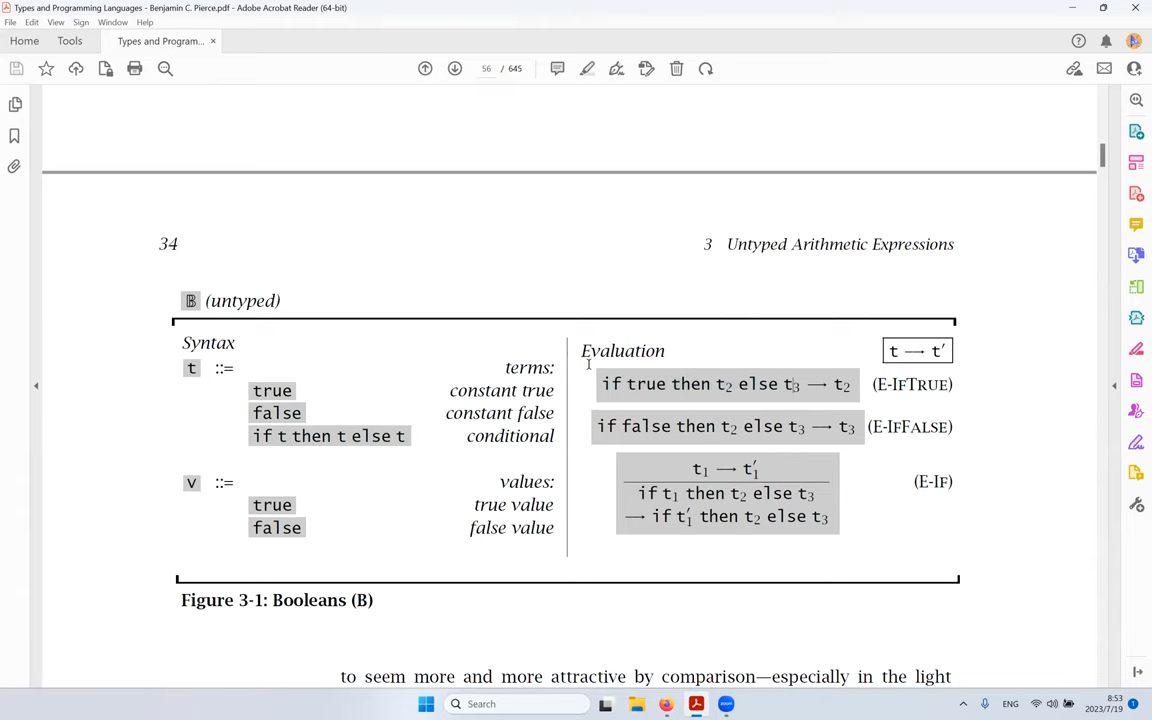 Types and Programming Languages - Benjamin C. Pierce.pdf - Adobe Acrobat Reader (64-bit)
File Edit View Sign Window Help
Home Tools Types and Program... ×
56 / 645
34 3 Untyped Arithmetic Expressions
𝔹 (untyped)
Syntax
t ::= terms:
true constant true
false constant false
if t then t else t conditional
v ::= values:
true true value
false false value
Evaluation t → t′
if true then t₂ else t₃ → t₂ (E-IfTrue)
if false then t₂ else t₃ → t₃ (E-IfFalse)
t₁ → t₁′
if t₁ then t₂ else t₃ (E-If)
→ if t₁′ then t₂ else t₃
Figure 3-1: Booleans (B)
to seem more and more attractive by comparison—especially in the light
Search
ENG
8:53
2023/7/19
1